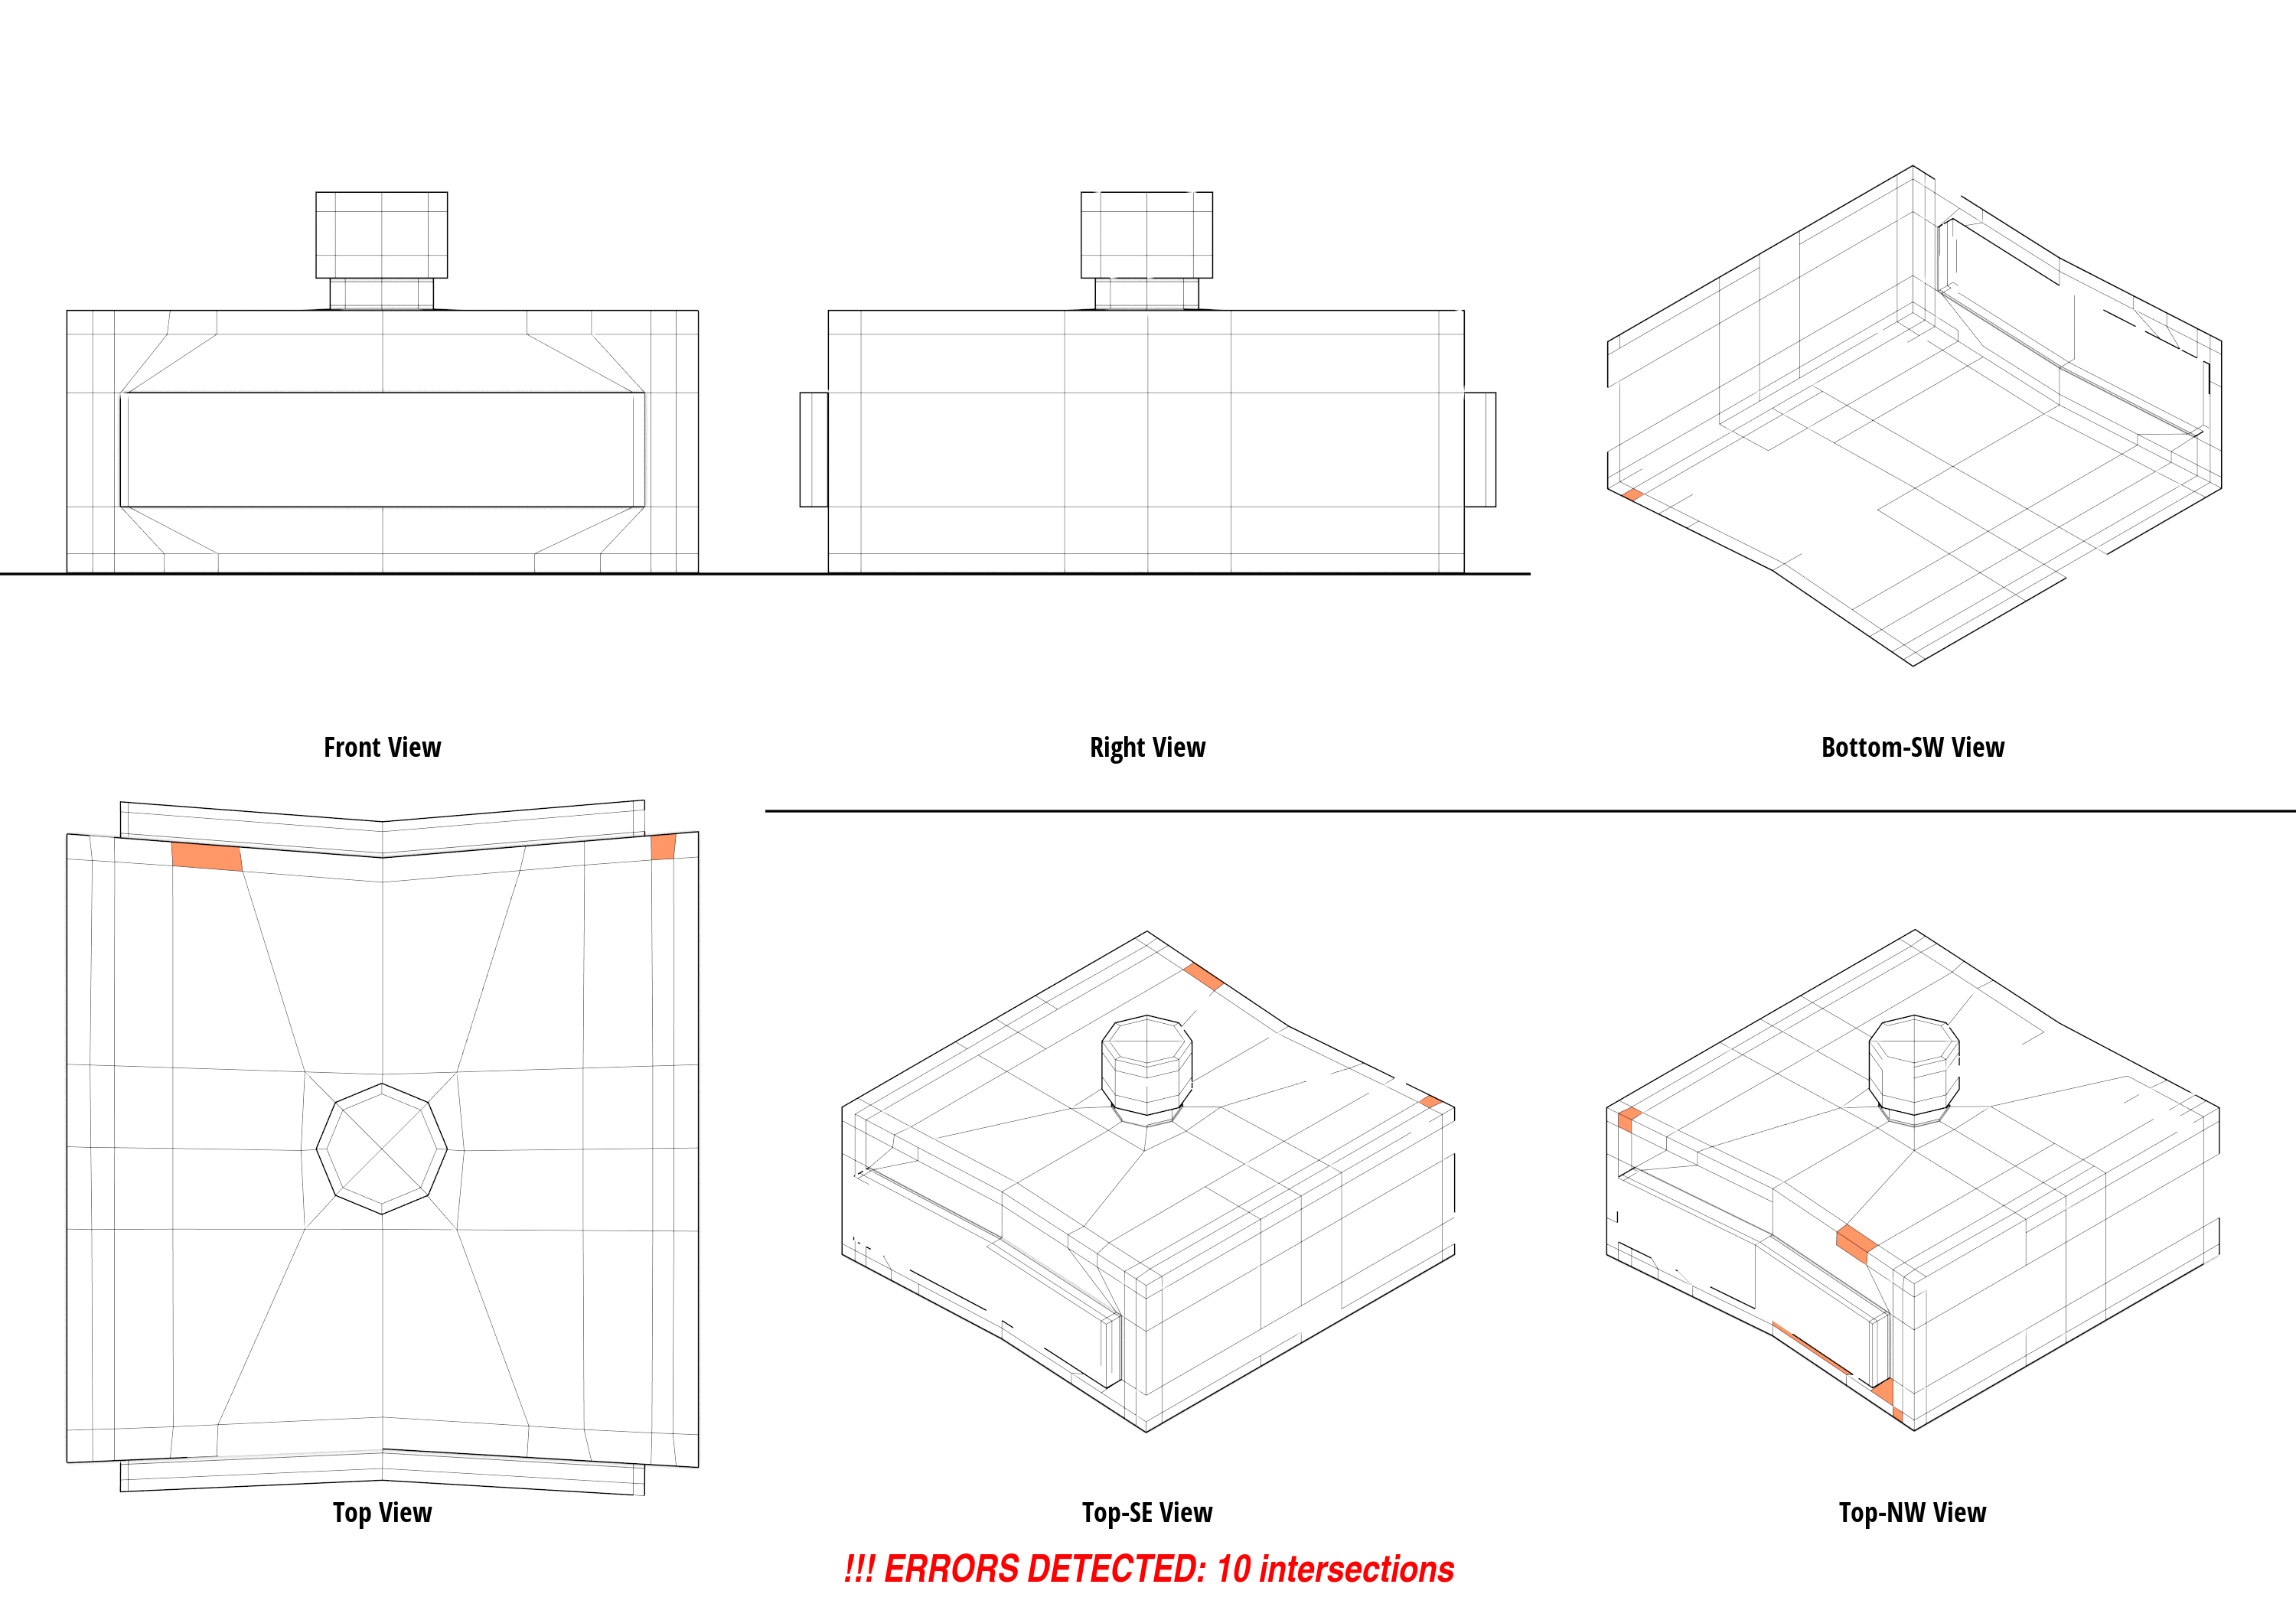 Front View
Right View
Bottom-SW View
Top View
Top-SE View
Top-NW View
!!! ERRORS DETECTED: 10 intersections